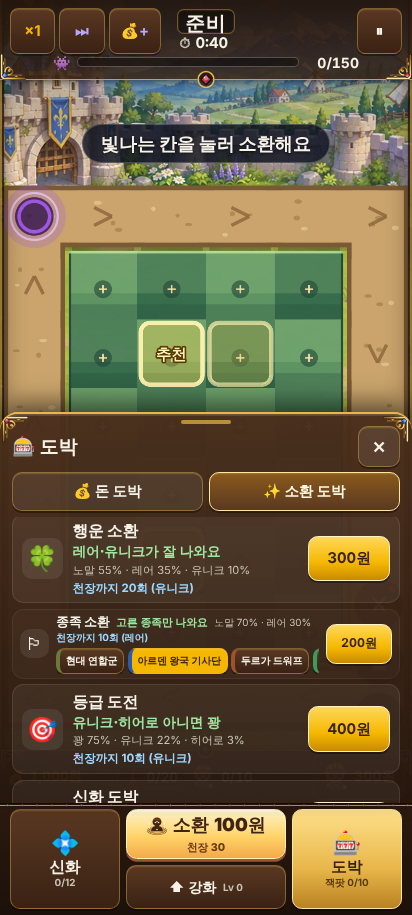 ×1
준비
0:40
0/150
빛나는 칸을 눌러 소환해요
추천
도박
돈 도박
소환 도박
행운 소환
레어·유니크가 잘 나와요
노말 55% · 레어 35% · 유니크 10%
천장까지 20회 (유니크)
300원
종족 소환 고른 종족만 나와요 노말 70% · 레어 30%
천장까지 10회 (레어)
현대 연합군 아르덴 왕국 기사단 두르가 드워프
200원
등급 도전
유니크·히어로 아니면 꽝
꽝 75% · 유니크 22% · 히어로 3%
천장까지 10회 (유니크)
400원
신화 도박
신화
0/12
소환 100원
천장 30
강화 Lv 0
도박
잭팟 0/10